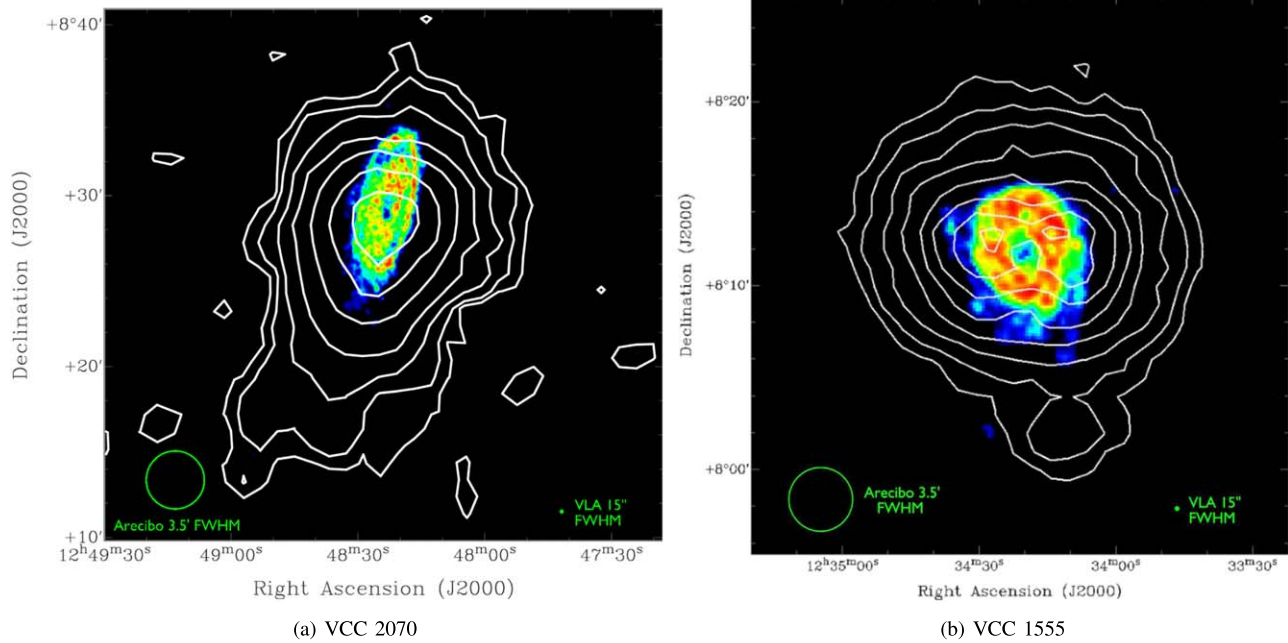 +8°40′
+30′
+20′
+10′
Declination (J2000)
12ʰ49ᵐ30ˢ
49ᵐ00ˢ
48ᵐ30ˢ
48ᵐ00ˢ
47ᵐ30ˢ
Right Ascension (J2000)
Arecibo 3.5' FWHM
VLA 15"
FWHM
(a) VCC 2070
+8°20′
+8°10′
+8°00′
Declination (J2000)
12ʰ35ᵐ00ˢ
34ᵐ30ˢ
34ᵐ00ˢ
33ᵐ30ˢ
Right Ascension (J2000)
Arecibo 3.5'
FWHM
VLA 15"
FWHM
(b) VCC 1555